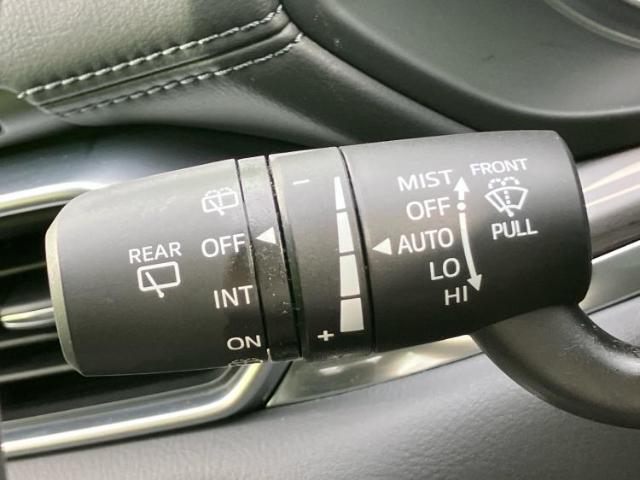 REAR
OFF
INT
ON
−
+
MIST
OFF
AUTO
LO
HI
FRONT
PULL